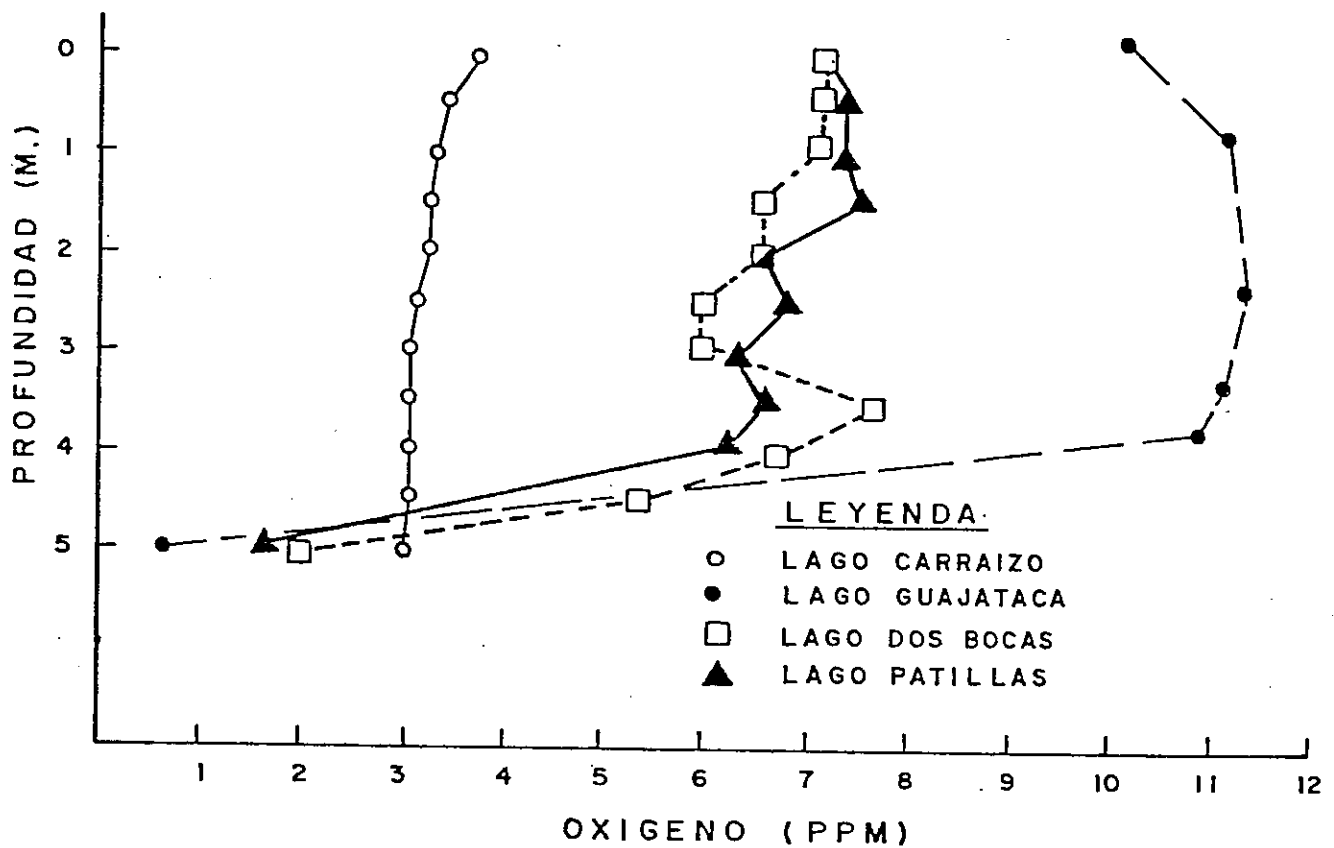 PROFUNDIDAD (M.)
0
1
2
3
4
5
LEYENDA
LAGO CARRAIZO
LAGO GUAJATACA
LAGO DOS BOCAS
LAGO PATILLAS
1 2 3 4 5 6 7 8 9 10 11 12
OXIGENO (PPM)